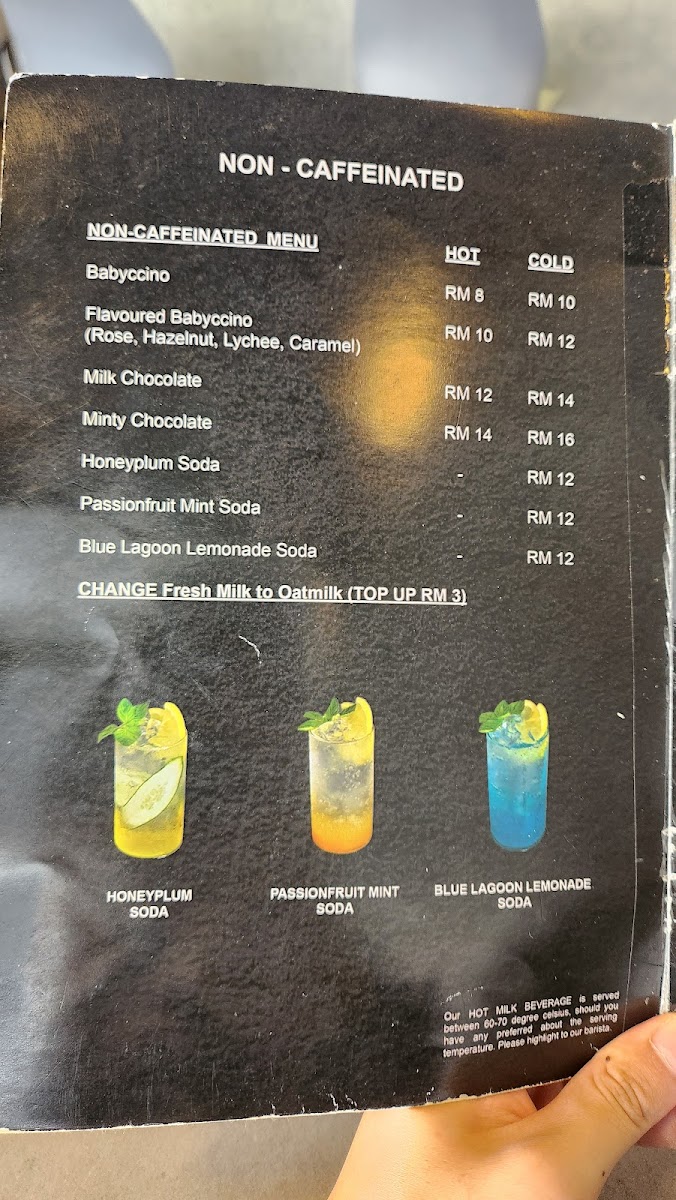 NON - CAFFEINATED
NON-CAFFEINATED MENU HOT COLD
Babyccino RM 8 RM 10
Flavoured Babyccino RM 10 RM 12
(Rose, Hazelnut, Lychee, Caramel)
Milk Chocolate RM 12 RM 14
Minty Chocolate RM 14 RM 16
Honeyplum Soda - RM 12
Passionfruit Mint Soda - RM 12
Blue Lagoon Lemonade Soda - RM 12
CHANGE Fresh Milk to Oatmilk (TOP UP RM 3)
HONEYPLUM
SODA
PASSIONFRUIT MINT
SODA
BLUE LAGOON LEMONADE
SODA
Our HOT MILK BEVERAGE is served
between 60-70 degree celsius, should you
have any preferred about the serving
temperature. Please highlight to our barista.